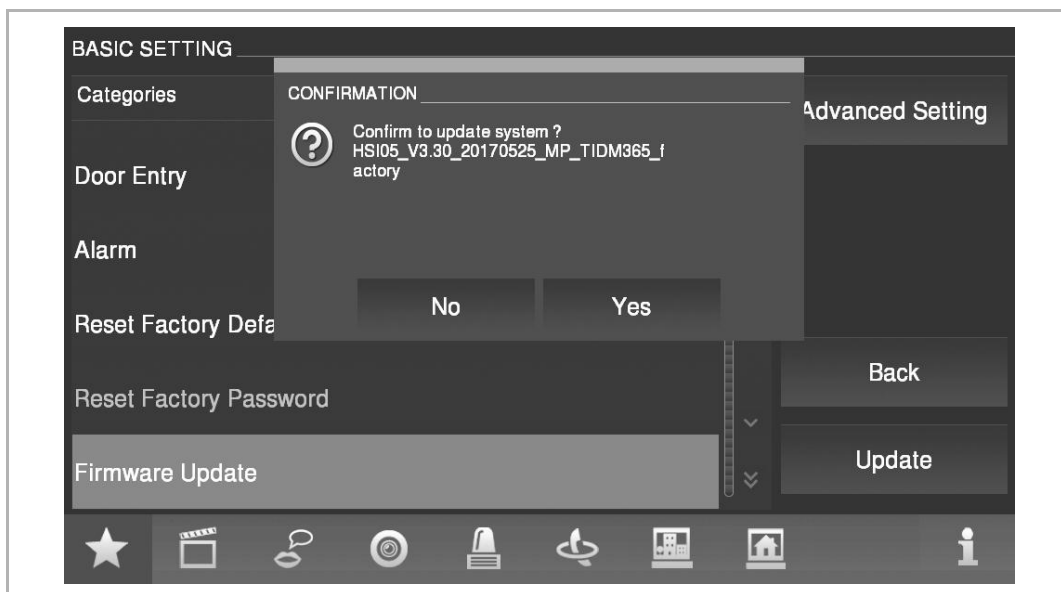 BASIC SETTING
Categories
CONFIRMATION
Confirm to update system ?
HSI05_V3.30_20170525_MP_TIDM365_f
actory
Advanced Setting
Door Entry
Alarm
No
Yes
Reset Factory Defa
Back
Reset Factory Password
Firmware Update
Update